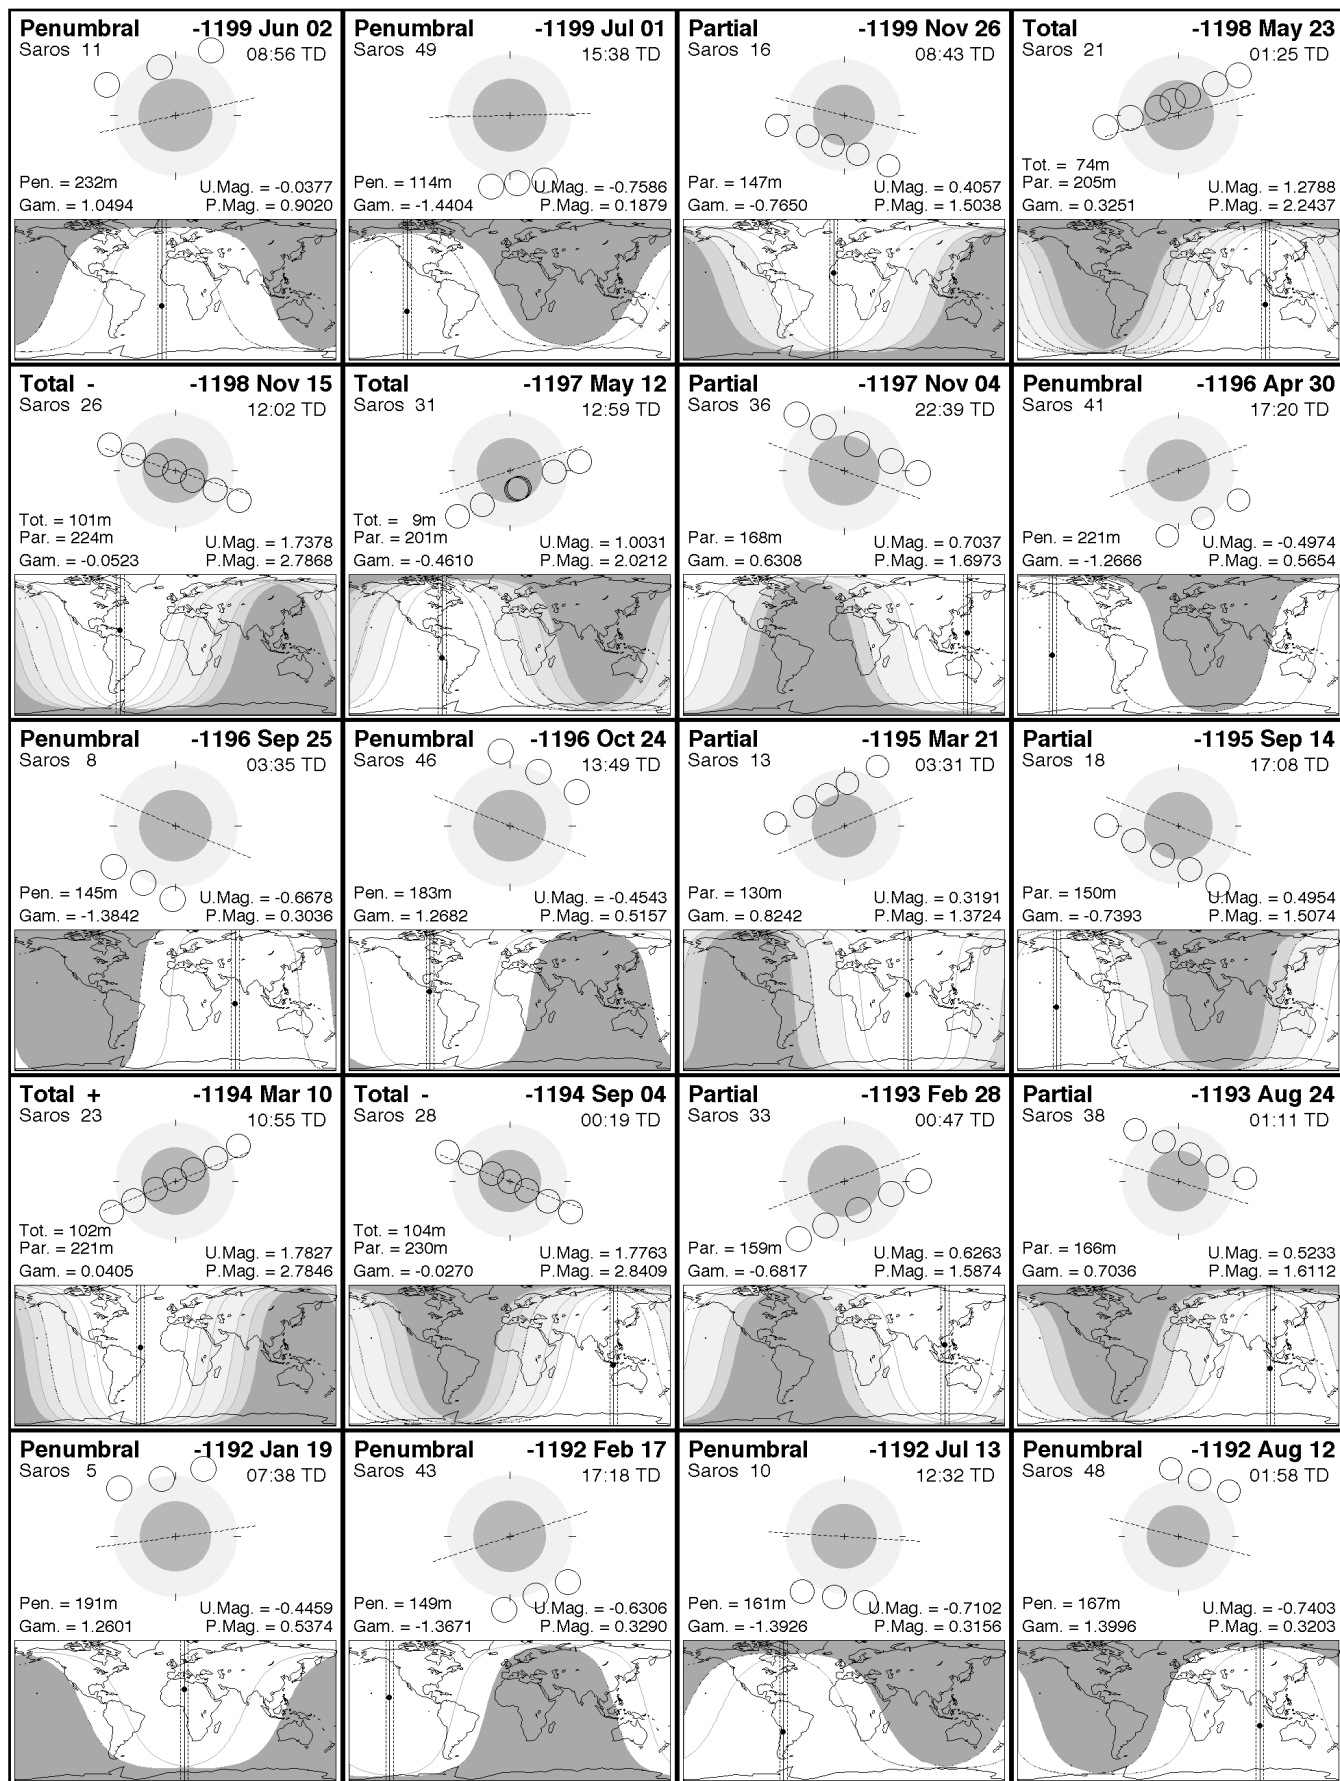 Penumbral -1199 Jun 02
Saros 11 08:56 TD
Pen. = 232m U.Mag. = -0.0377
Gam. = 1.0494 P.Mag. = 0.9020
Penumbral -1199 Jul 01
Saros 49 15:38 TD
Pen. = 114m U.Mag. = -0.7586
Gam. = -1.4404 P.Mag. = 0.1879
Partial -1199 Nov 26
Saros 16 08:43 TD
Par. = 147m U.Mag. = 0.4057
Gam. = -0.7650 P.Mag. = 1.5038
Total -1198 May 23
Saros 21 01:25 TD
Tot. = 74m
Par. = 205m U.Mag. = 1.2788
Gam. = 0.3251 P.Mag. = 2.2437
Total - -1198 Nov 15
Saros 26 12:02 TD
Tot. = 101m
Par. = 224m U.Mag. = 1.7378
Gam. = -0.0523 P.Mag. = 2.7868
Total -1197 May 12
Saros 31 12:59 TD
Tot. = 9m
Par. = 201m U.Mag. = 1.0031
Gam. = -0.4610 P.Mag. = 2.0212
Partial -1197 Nov 04
Saros 36 22:39 TD
Par. = 168m U.Mag. = 0.7037
Gam. = 0.6308 P.Mag. = 1.6973
Penumbral -1196 Apr 30
Saros 41 17:20 TD
Pen. = 221m U.Mag. = -0.4974
Gam. = -1.2666 P.Mag. = 0.5654
Penumbral -1196 Sep 25
Saros 8 03:35 TD
Pen. = 145m U.Mag. = -0.6678
Gam. = -1.3842 P.Mag. = 0.3036
Penumbral -1196 Oct 24
Saros 46 13:49 TD
Pen. = 183m U.Mag. = -0.4543
Gam. = 1.2682 P.Mag. = 0.5157
Partial -1195 Mar 21
Saros 13 03:31 TD
Par. = 130m U.Mag. = 0.3191
Gam. = 0.8242 P.Mag. = 1.3724
Partial -1195 Sep 14
Saros 18 17:08 TD
Par. = 150m U.Mag. = 0.4954
Gam. = -0.7393 P.Mag. = 1.5074
Total + -1194 Mar 10
Saros 23 10:55 TD
Tot. = 102m
Par. = 221m U.Mag. = 1.7827
Gam. = 0.0405 P.Mag. = 2.7846
Total - -1194 Sep 04
Saros 28 00:19 TD
Tot. = 104m
Par. = 230m U.Mag. = 1.7763
Gam. = -0.0270 P.Mag. = 2.8409
Partial -1193 Feb 28
Saros 33 00:47 TD
Par. = 159m U.Mag. = 0.6263
Gam. = -0.6817 P.Mag. = 1.5874
Partial -1193 Aug 24
Saros 38 01:11 TD
Par. = 166m U.Mag. = 0.5233
Gam. = 0.7036 P.Mag. = 1.6112
Penumbral -1192 Jan 19
Saros 5 07:38 TD
Pen. = 191m U.Mag. = -0.4459
Gam. = 1.2601 P.Mag. = 0.5374
Penumbral -1192 Feb 17
Saros 43 17:18 TD
Pen. = 149m U.Mag. = -0.6306
Gam. = -1.3671 P.Mag. = 0.3290
Penumbral -1192 Jul 13
Saros 10 12:32 TD
Pen. = 161m U.Mag. = -0.7102
Gam. = -1.3926 P.Mag. = 0.3156
Penumbral -1192 Aug 12
Saros 48 01:58 TD
Pen. = 167m U.Mag. = -0.7403
Gam. = 1.3996 P.Mag. = 0.3203